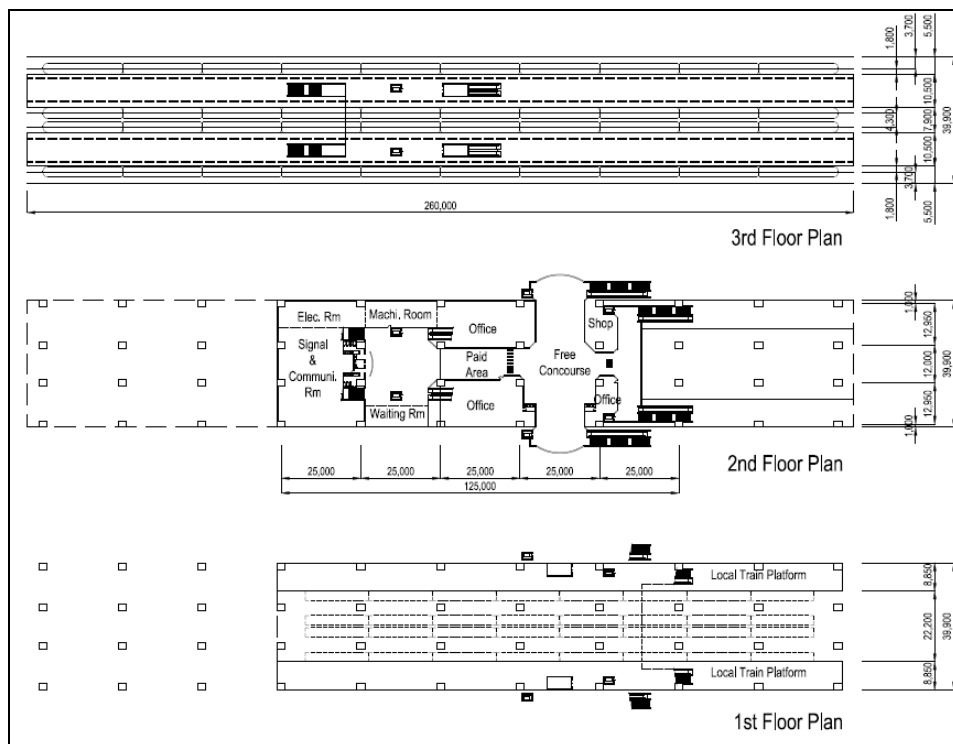 1,800
3,700
5,500
10,500
4,300
7,900
39,900
10,500
3,700
1,800
5,500
260,000
3rd Floor Plan
Elec. Rm
Machi. Room
Office
Shop
Signal
&
Communi.
Rm
Paid
Area
Free
Concourse
Waiting Rm
Office
Office
1,000
12,950
12,000
39,900
12,950
1,000
2nd Floor Plan
25,000
25,000
25,000
25,000
25,000
125,000
Local Train Platform
8,850
22,200
39,900
Local Train Platform
8,850
1st Floor Plan